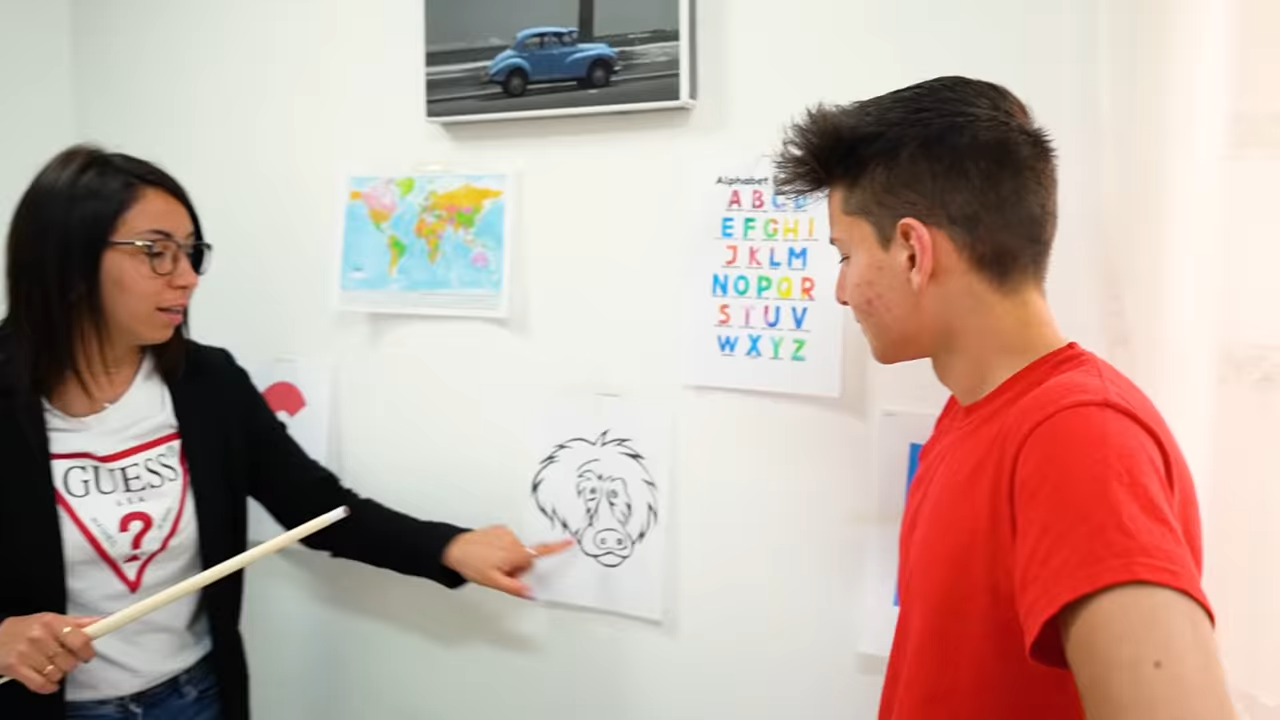 Alphabet
A B C D
E F G H I
J K L M
N O P Q R
S T U V
W X Y Z
GUESS®
U.S.A.
?